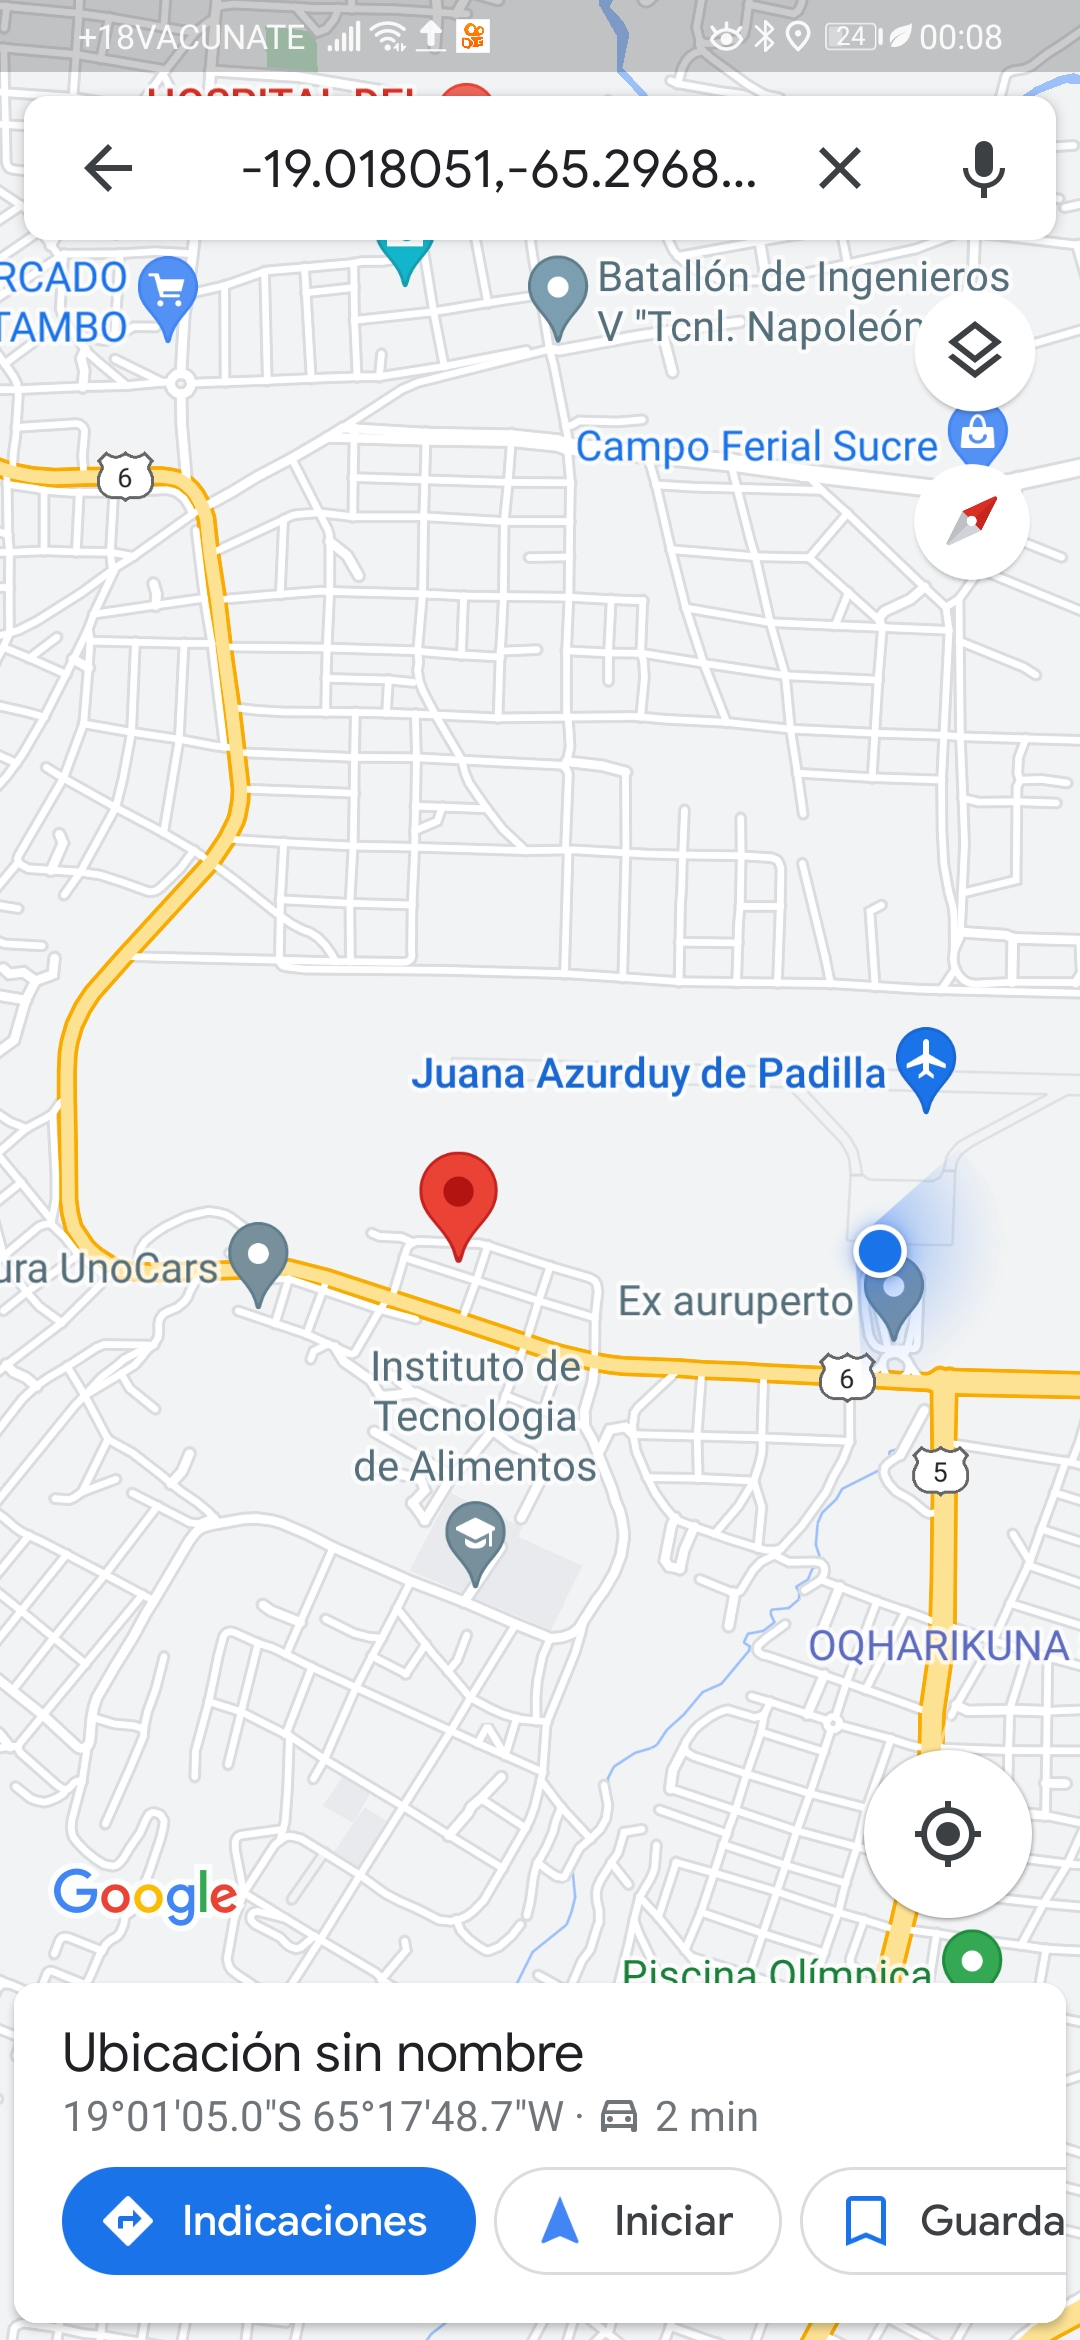 +18VACUNATE
24
00:08
HOSPITAL DEL
-19.018051,-65.2968...
RCADO
TAMBO
Batallón de Ingenieros
V "Tcnl. Napoleón
Campo Ferial Sucre
6
Juana Azurduy de Padilla
ura UnoCars
Ex auruperto
Instituto de
Tecnologia
de Alimentos
6
5
OQHARIKUNA
Google
Piscina Olímpica
Ubicación sin nombre
19°01'05.0"S 65°17'48.7"W · 2 min
Indicaciones
Iniciar
Guarda